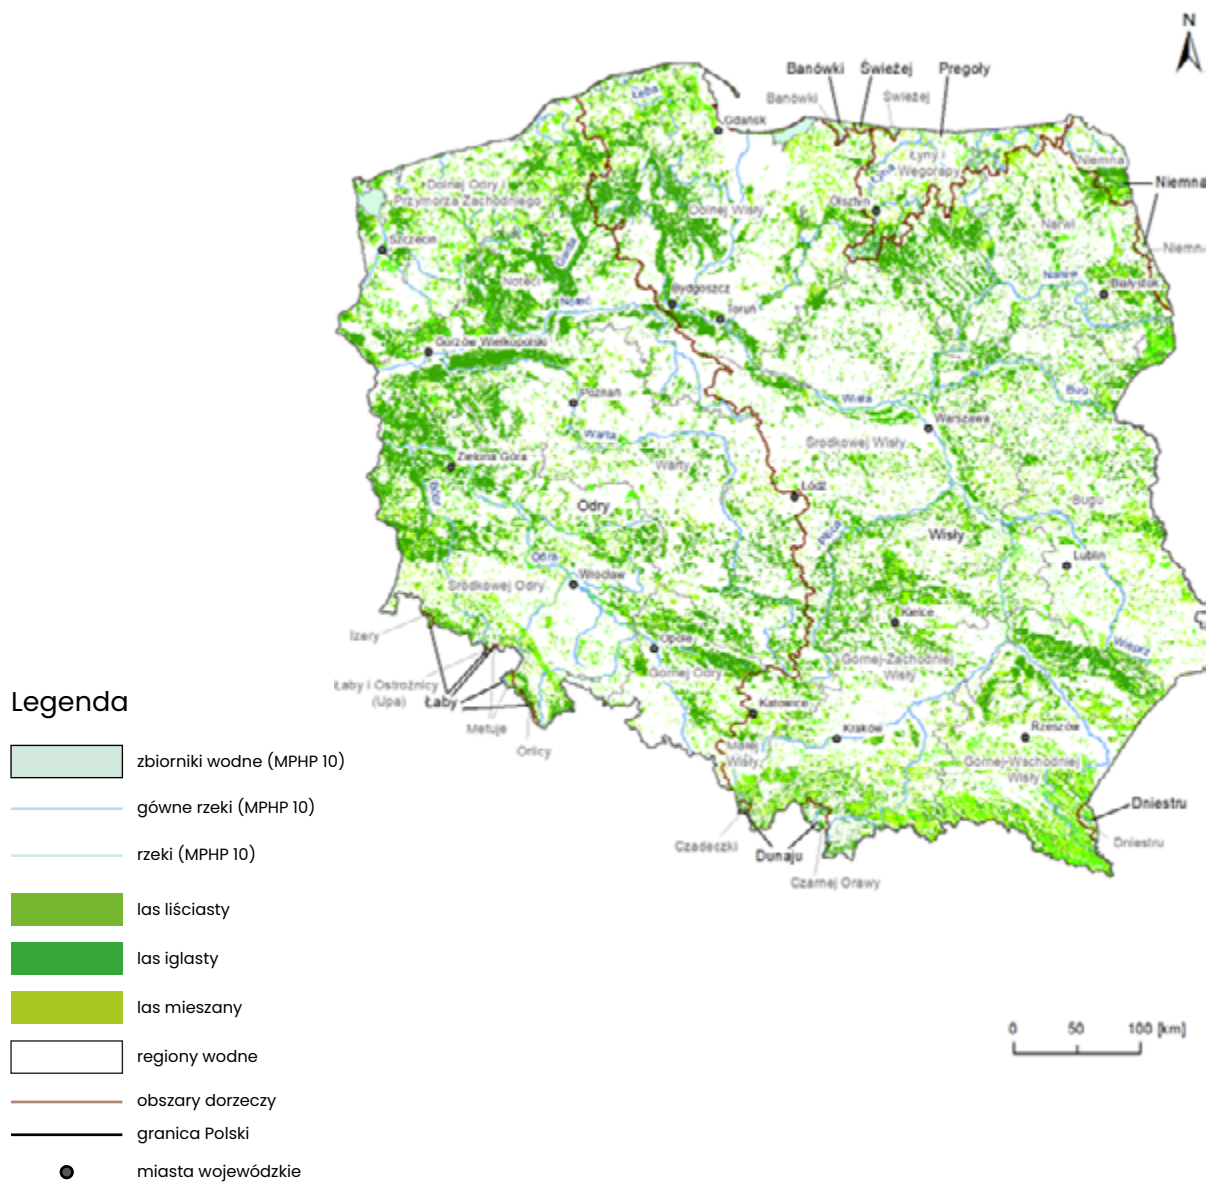 N
Banówki Świeżej Pregoły
Banówki Świeżej
Łeba
Gdańsk
Łyny i
Węgorapy
Łyna
Niemna
Niemna
Dolnej Odry i
Przymorza Zachodniego
Dolnej Wisły
Olsztyn
Narwi
Szczecin
Gwda
Niemn
Noteci
Narew
Białystok
Bydgoszcz
Noteć
Toruń
Gorzów Wielkopolski
Poznań
Wisła
Bug
Warszawa
Warta
Środkowej Wisły
Zielona Góra
Warty
Łódź
Bóbr
Odry
Bugu
Pilica
Wisły
Odra
Lublin
Środkowej Odry
Wrocław
Kielce
Izery
Opole
Wieprz
Górnej Odry
Górnej-Zachodniej
Wisły
Łaby i Ostrożnicy
(Upa)
Łaby
Metuje
Orlicy
Katowice
Kraków
Rzeszów
Małej
Wisły
Górnej-Wschodniej
Wisły
Dniestru
Dniestru
Czadeczki
Dunaju
Czarnej Orawy
Legenda
zbiorniki wodne (MPHP 10)
gówne rzeki (MPHP 10)
rzeki (MPHP 10)
las liściasty
las iglasty
las mieszany
regiony wodne
obszary dorzeczy
granica Polski
miasta wojewódzkie
0 50 100 [km]